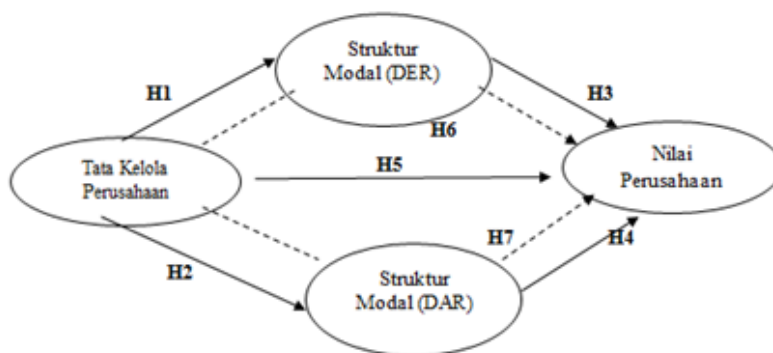 Struktur
Modal (DER)
H1
H3
H6
Tata Kelola
Perusahaan
H5
Nilai
Perusahaan
H2
H7
H4
Struktur
Modal (DAR)